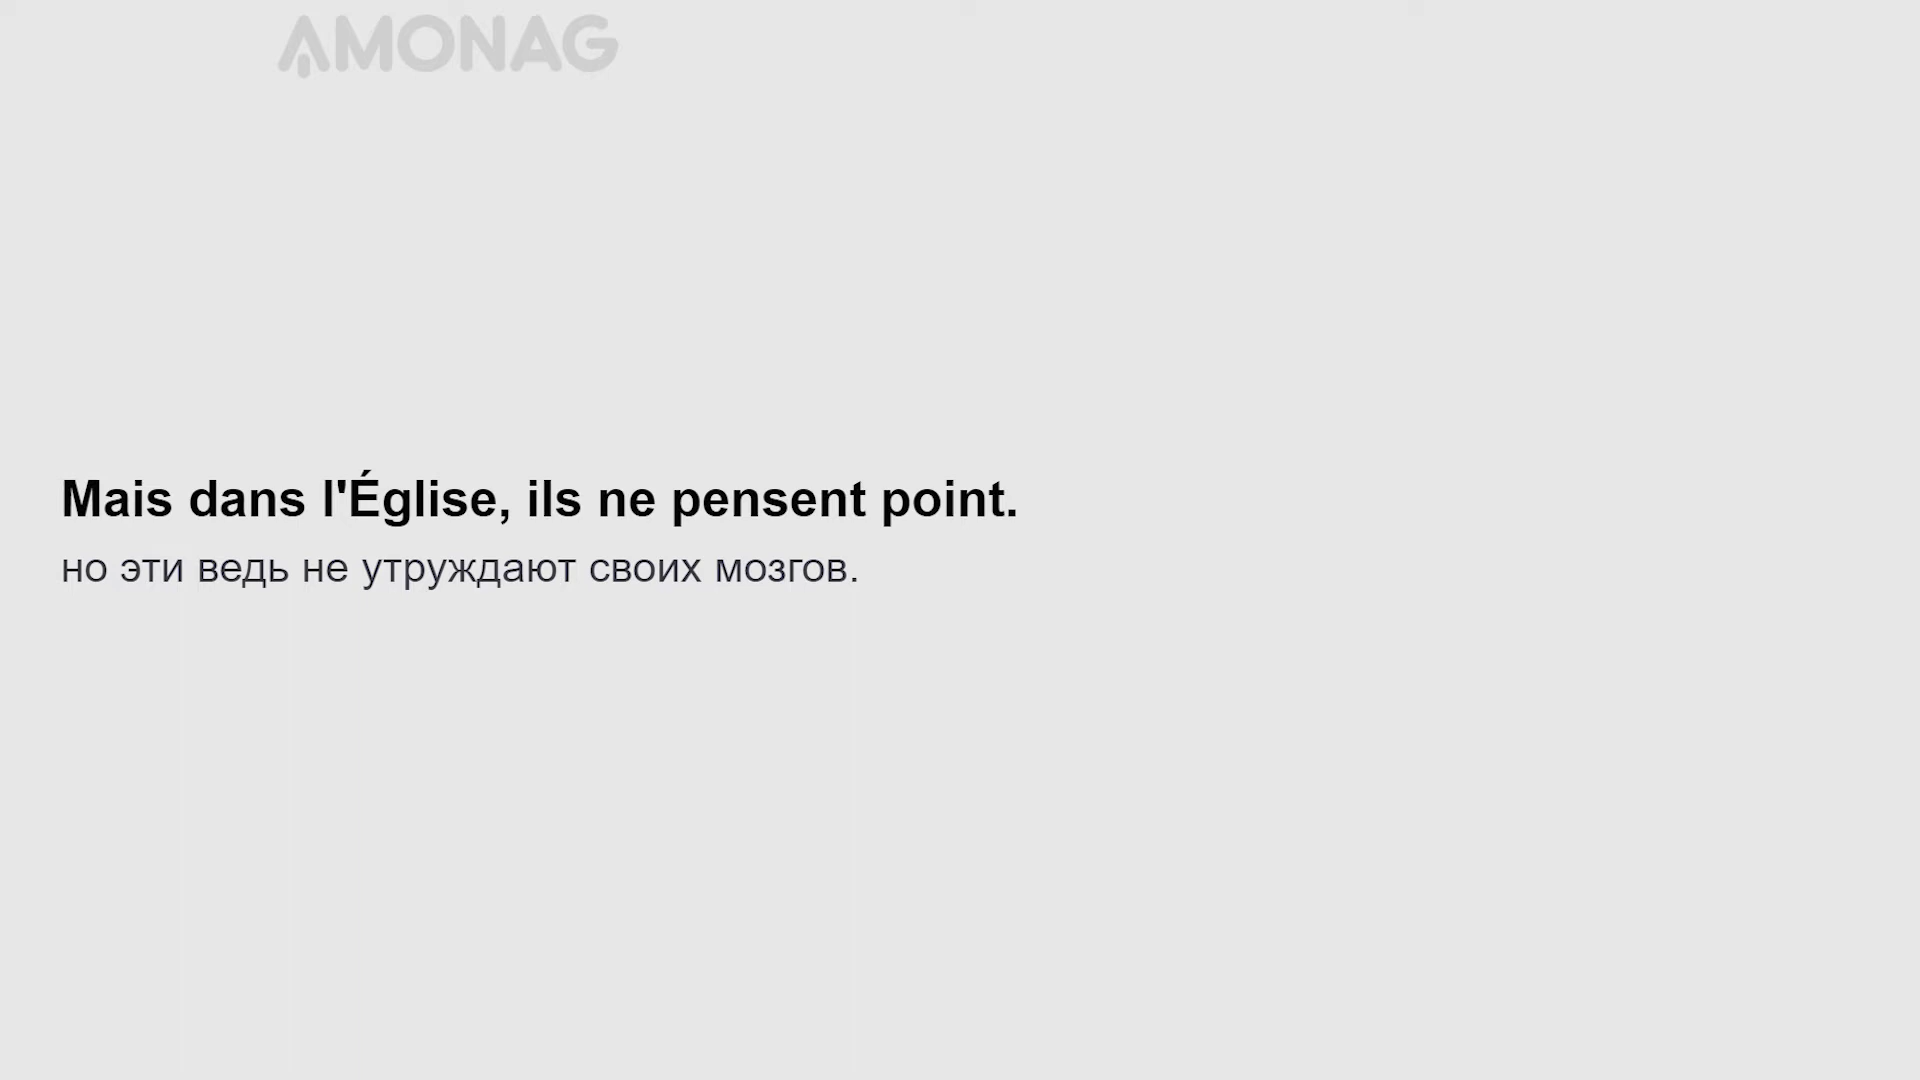 AMONAG
Mais dans l'Église, ils ne pensent point.
но эти ведь не утруждают своих мозгов.